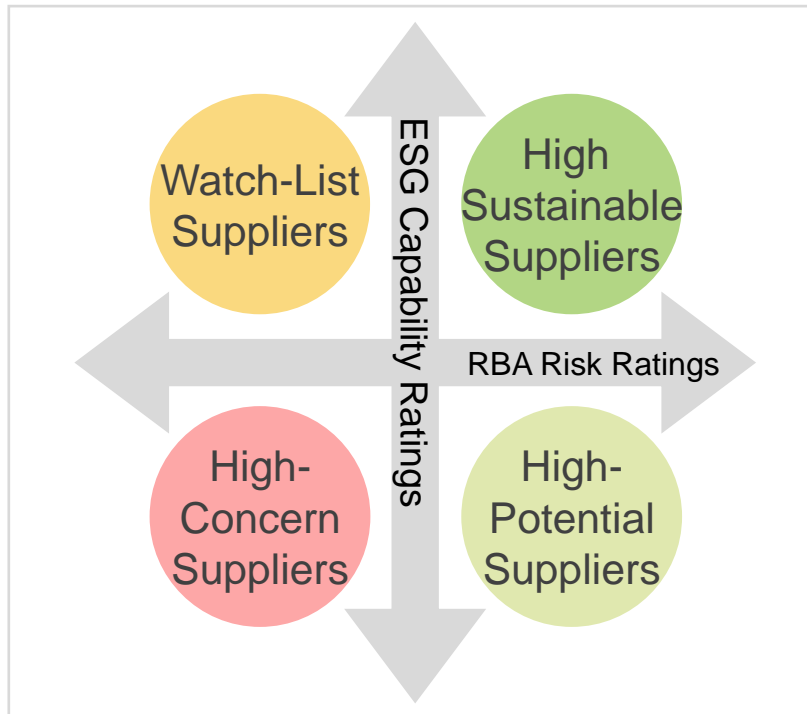 Watch-List
Suppliers
High
Sustainable
Suppliers
ESG Capability Ratings
RBA Risk Ratings
High-
Concern
Suppliers
High-
Potential
Suppliers